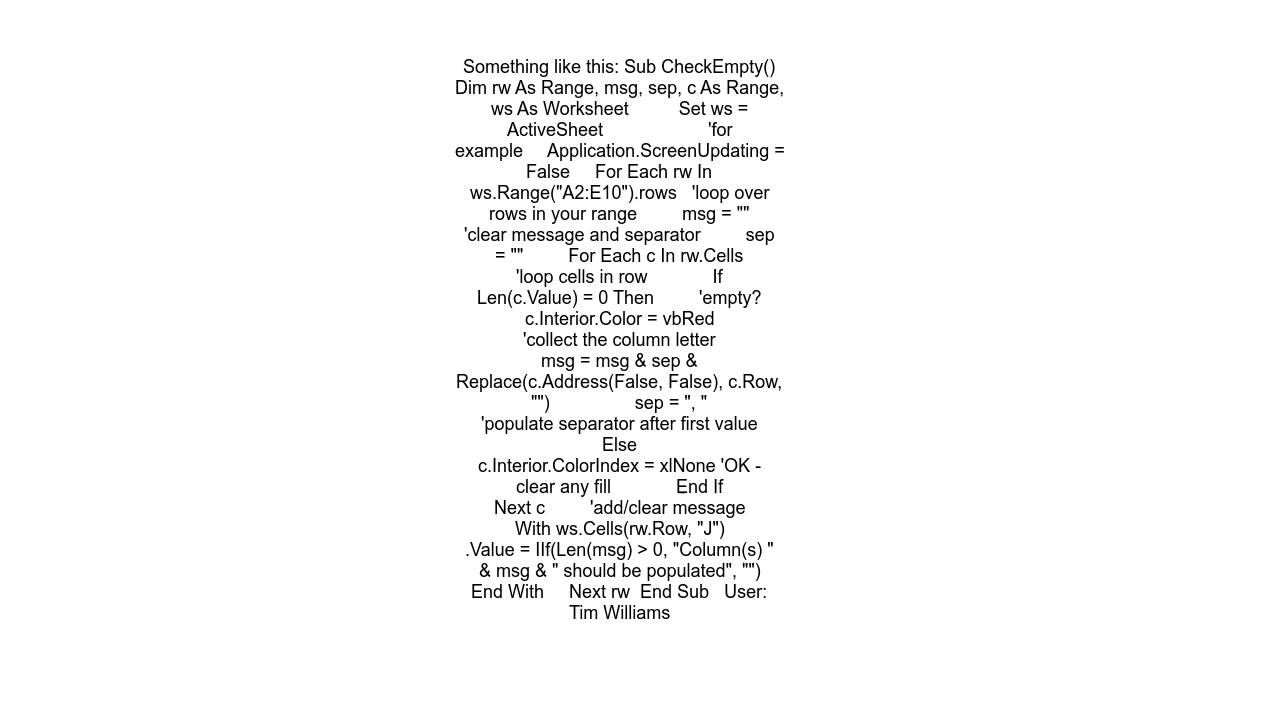 Something like this: Sub CheckEmpty()
Dim rw As Range, msg, sep, c As Range,
ws As Worksheet          Set ws =
ActiveSheet                     'for
example     Application.ScreenUpdating =
False     For Each rw In
ws.Range("A2:E10").rows   'loop over
rows in your range         msg = ""
'clear message and separator         sep
= ""         For Each c In rw.Cells
'loop cells in row             If
Len(c.Value) = 0 Then         'empty?
c.Interior.Color = vbRed
'collect the column letter
msg = msg & sep &
Replace(c.Address(False, False), c.Row,
"")                 sep = ", "
'populate separator after first value
Else
c.Interior.ColorIndex = xlNone 'OK -
clear any fill             End If
Next c         'add/clear message
With ws.Cells(rw.Row, "J")
.Value = IIf(Len(msg) > 0, "Column(s) "
& msg & " should be populated", "")
End With     Next rw  End Sub   User:
Tim Williams